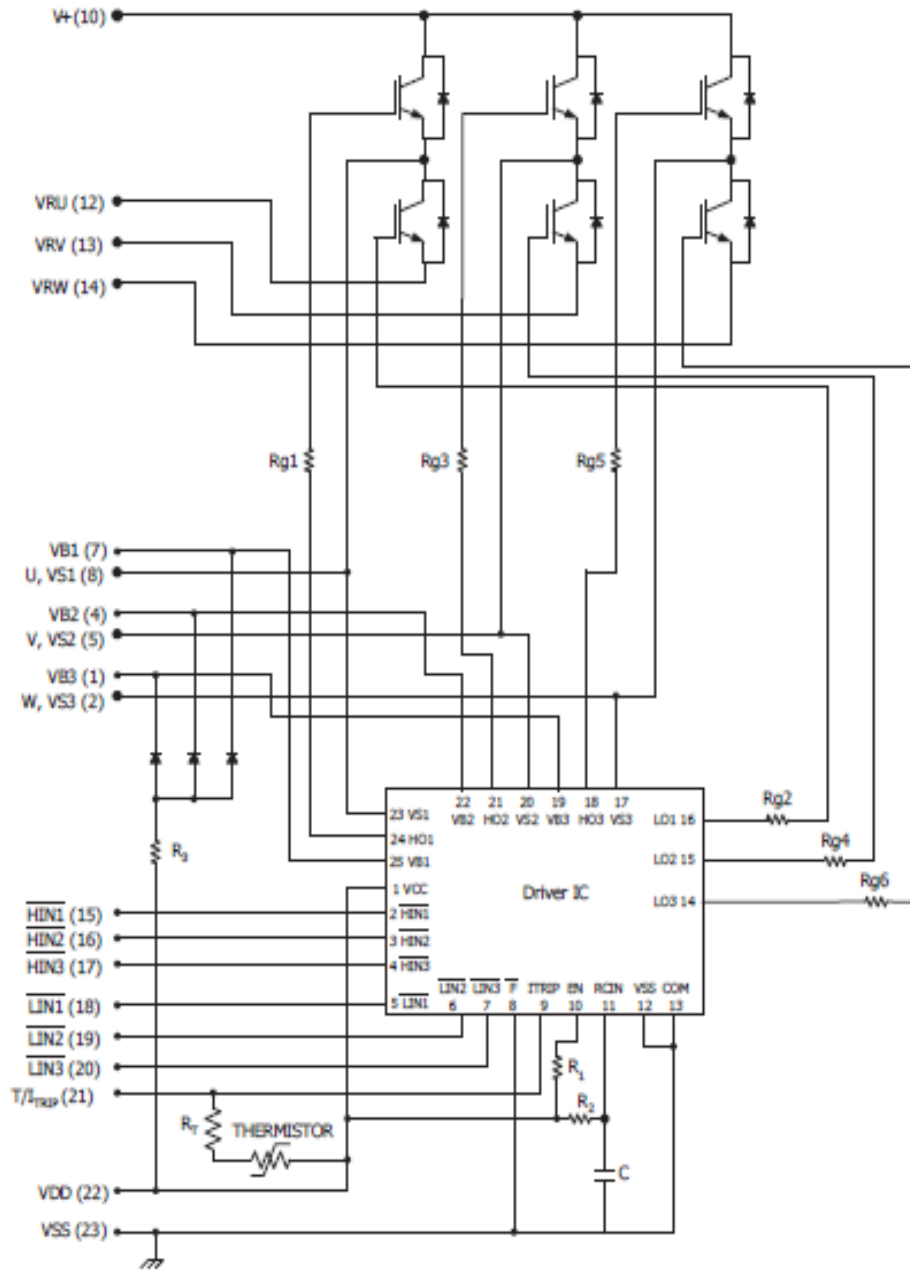 V+(10)
VRU (12)
VRV (13)
VRW (14)
Rg1
Rg3
Rg5
VB1 (7)
U, VS1 (8)
VB2 (4)
V, VS2 (5)
VB3 (1)
W, VS3 (2)
22 21 20 19 18 17
VB2 HO2 VS2 VB3 HO3 VS3
23 VS1
24 HO1
25 VB1
1 VCC
2 HIN1
3 HIN2
4 HIN3
5 LIN1
Driver IC
LO1 16
LO2 15
LO3 14
Rg2
Rg4
Rg6
R3
HIN1 (15)
HIN2 (16)
HIN3 (17)
LIN1 (18)
LIN2 (19)
LIN3 (20)
T/ITRIP (21)
LIN2 LIN3 F ITRIP EN RCIN VSS COM
6 7 8 9 10 11 12 13
R1
R2
RT
THERMISTOR
C
VDD (22)
VSS (23)